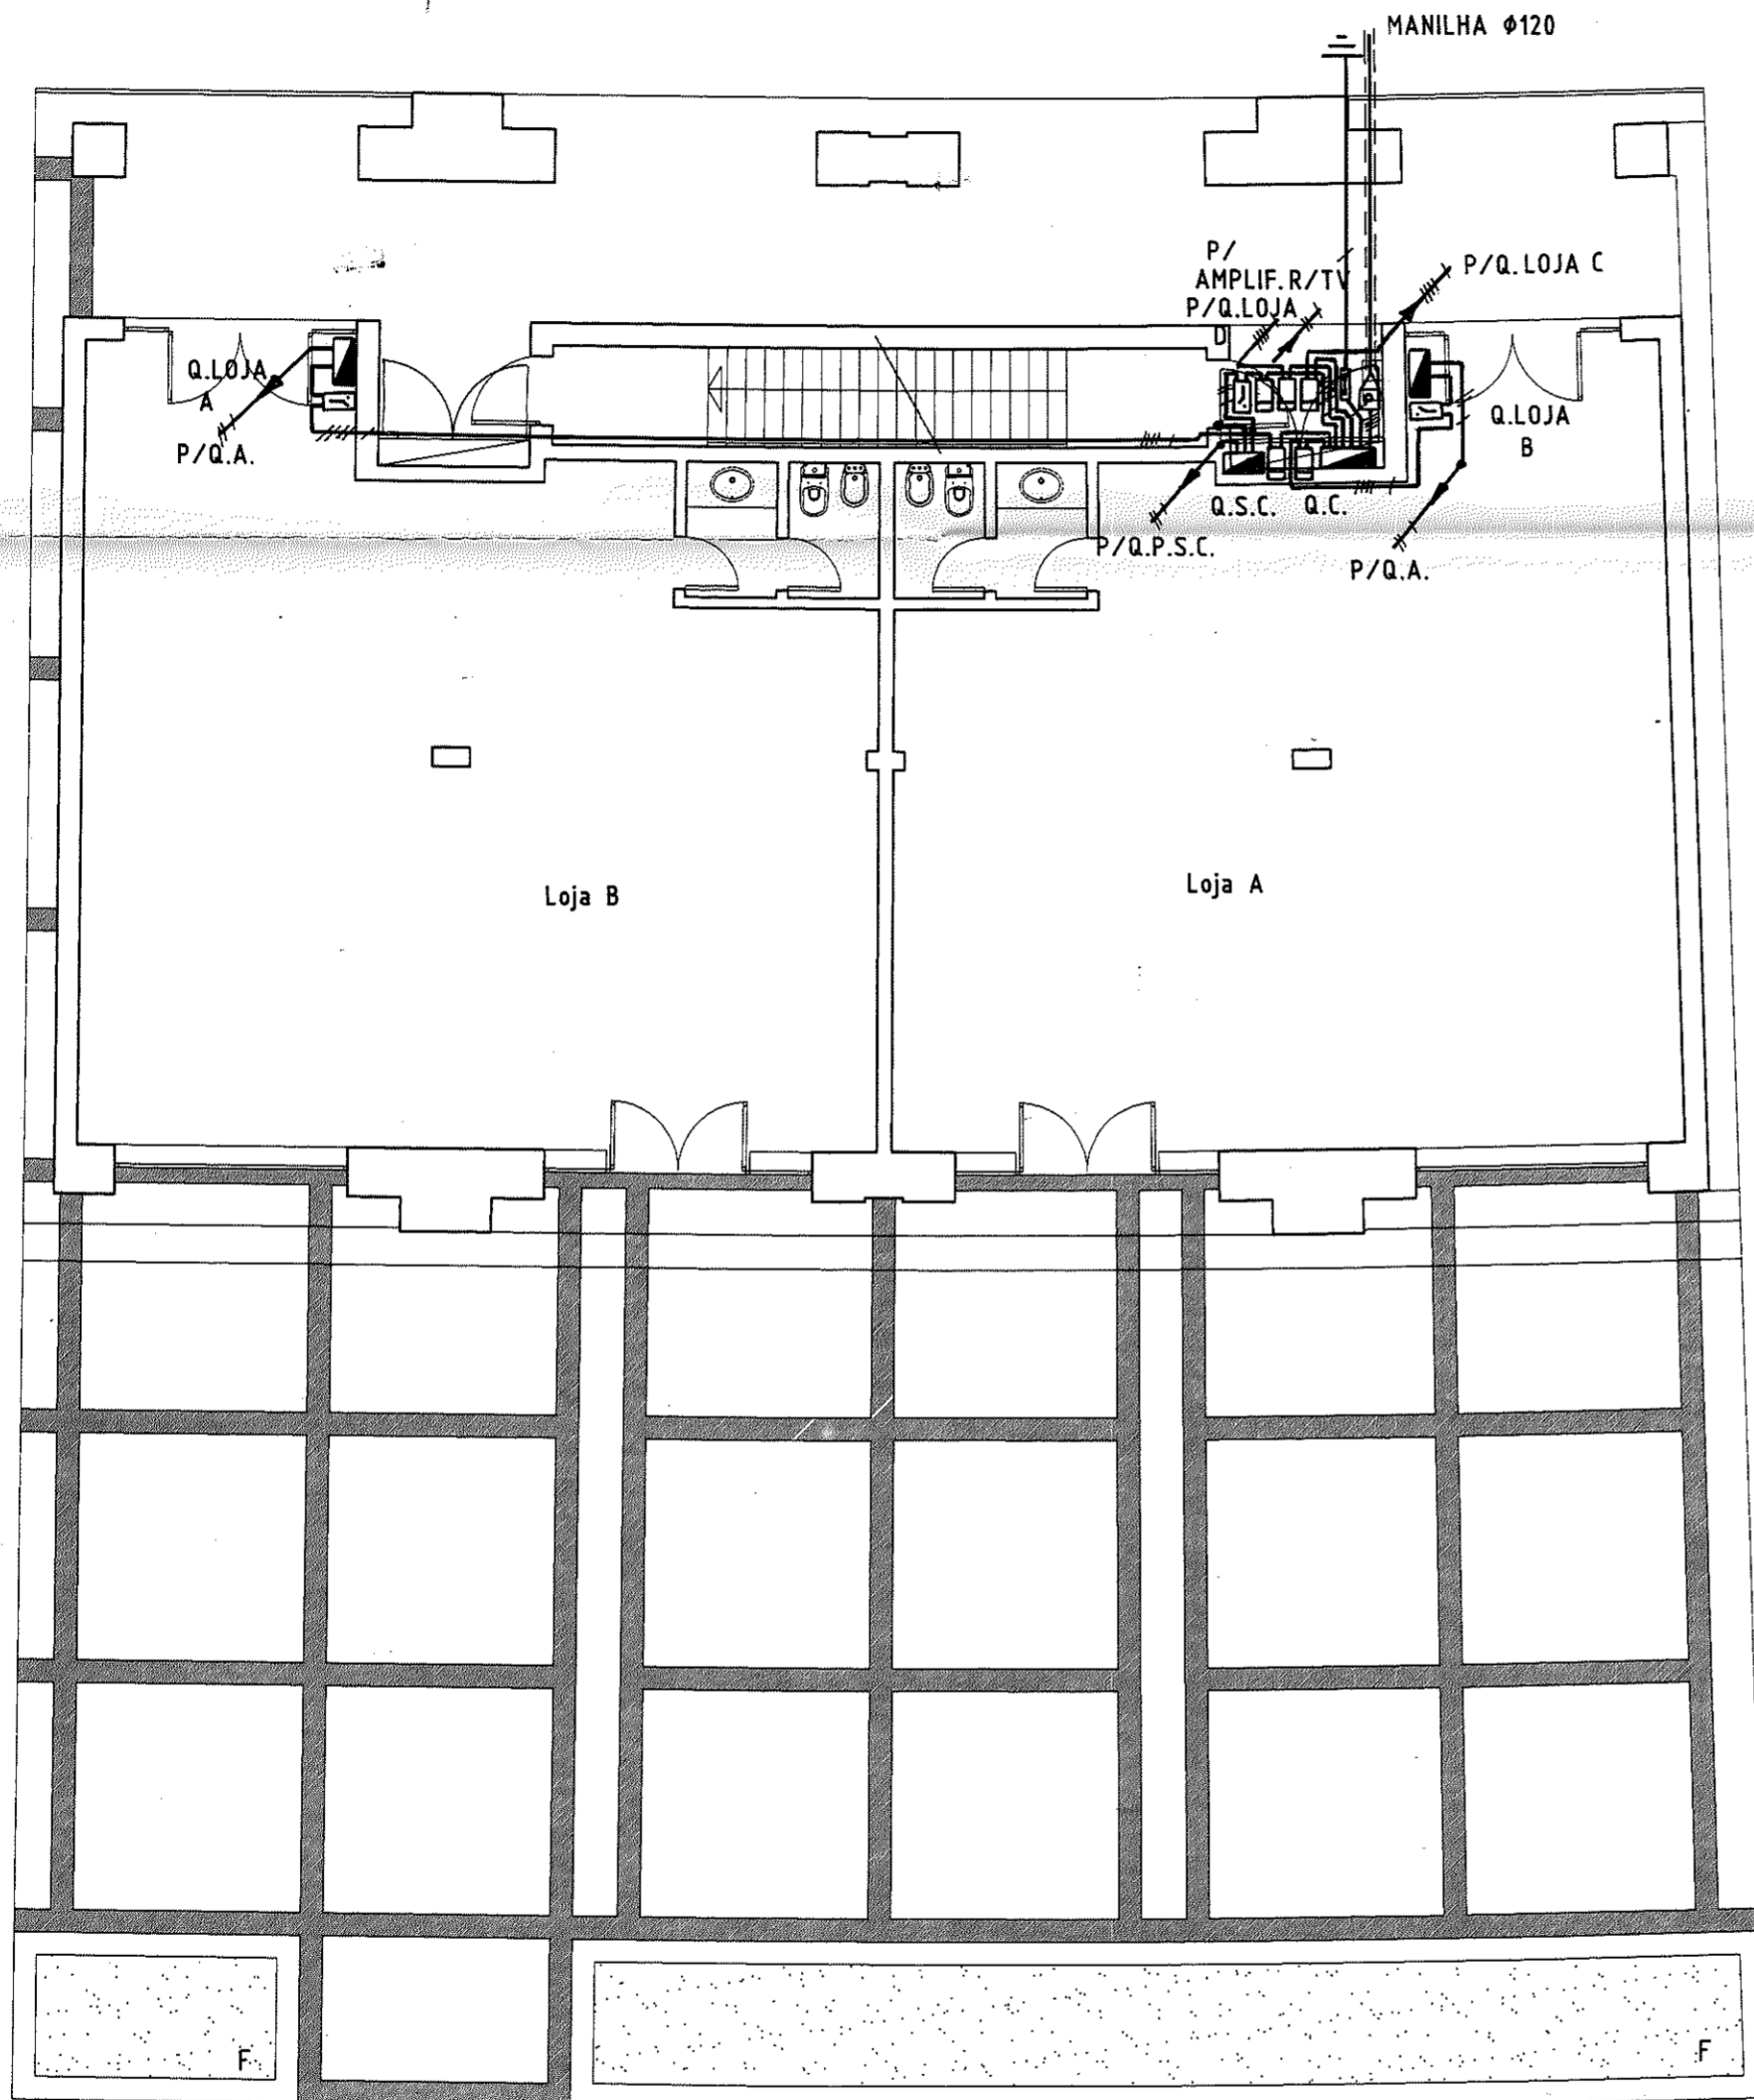 MANILHA Φ120
P/
AMPLIF.R/TV
P/Q.LOJA
D
P/Q.LOJA C
Q.LOJA
A
P/Q.A.
Q.LOJA
B
Q.S.C.
Q.C.
P/Q.P.S.C.
P/Q.A.
Loja B
Loja A
F
F